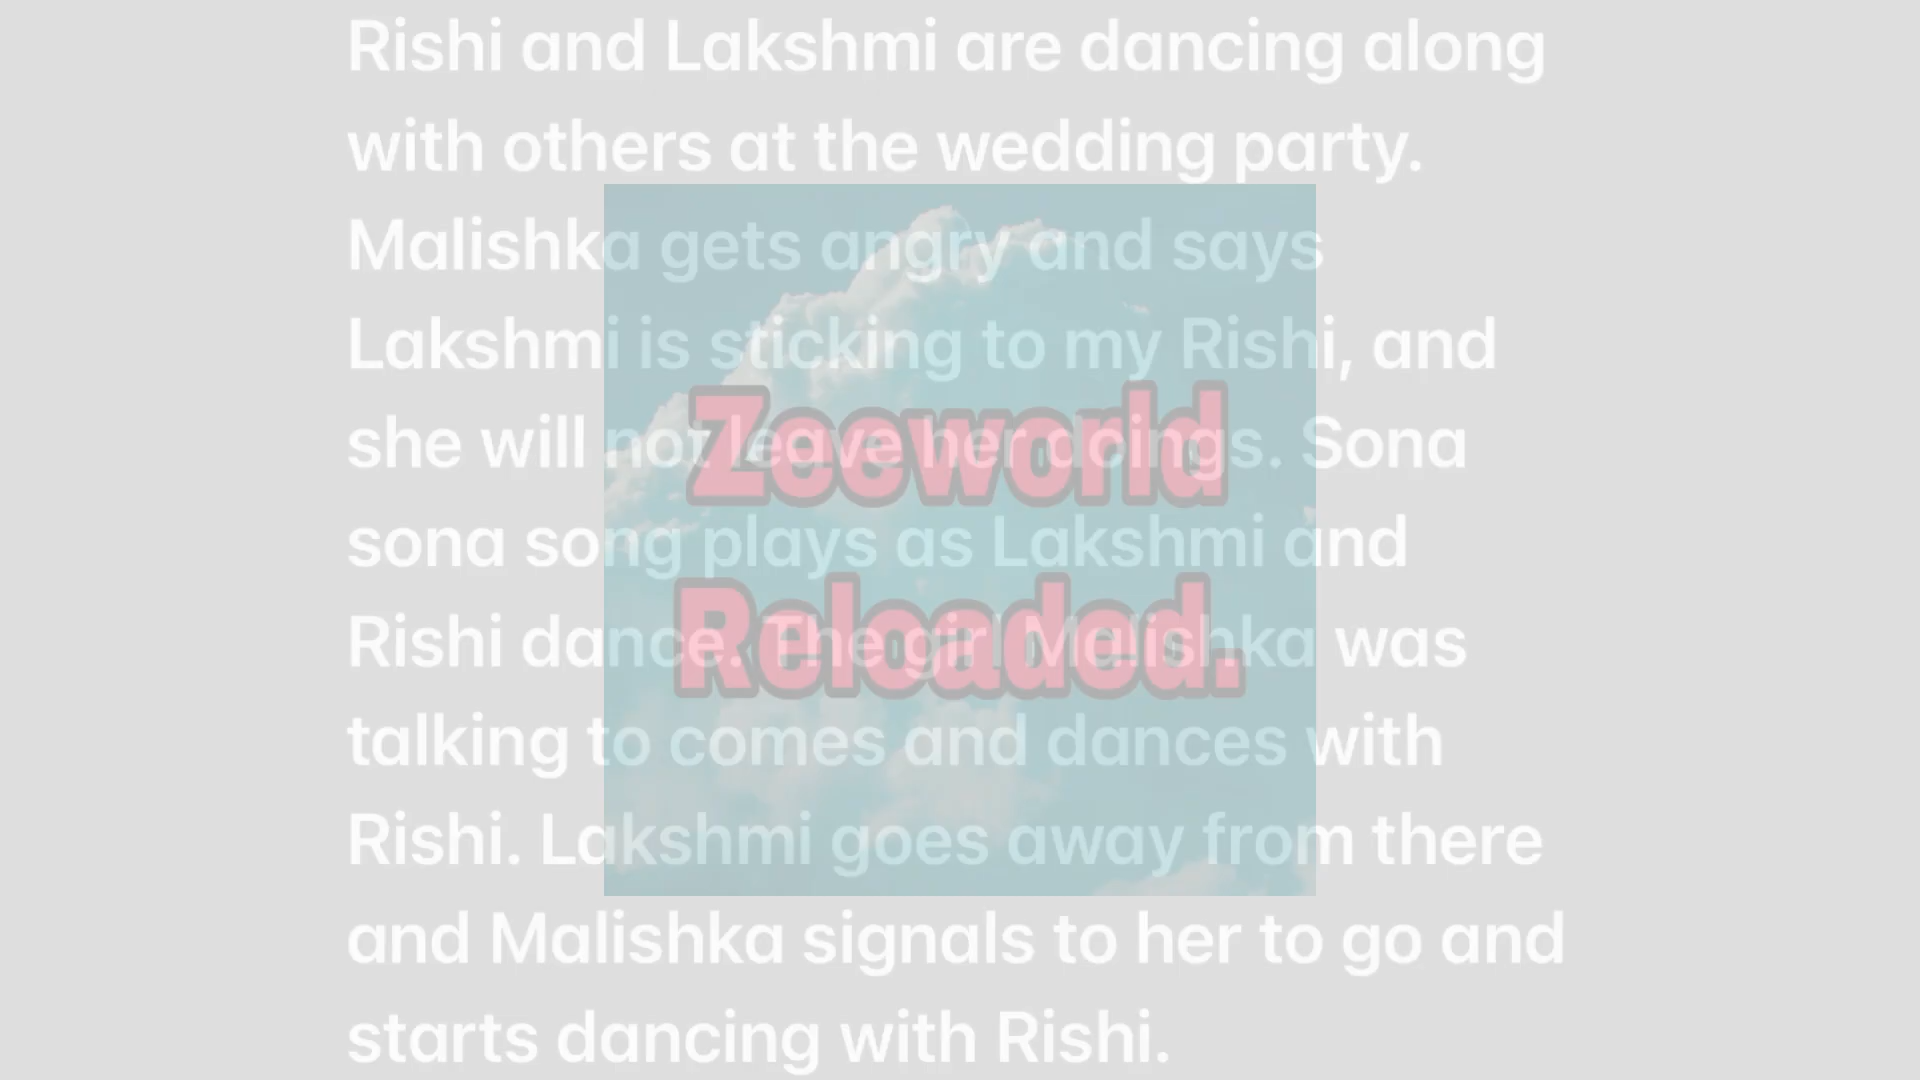 Rishi and Lakshmi are dancing along
with others at the wedding party.
Malishka gets angry and says
Lakshmi is sticking to my Rishi, and
she will not leave her doings. Sona
sona song plays as Lakshmi and
Rishi dance. The girl Malishka was
talking to comes and dances with
Rishi. Lakshmi goes away from there
and Malishka signals to her to go and
starts dancing with Rishi.
Zeeworld
Reloaded.